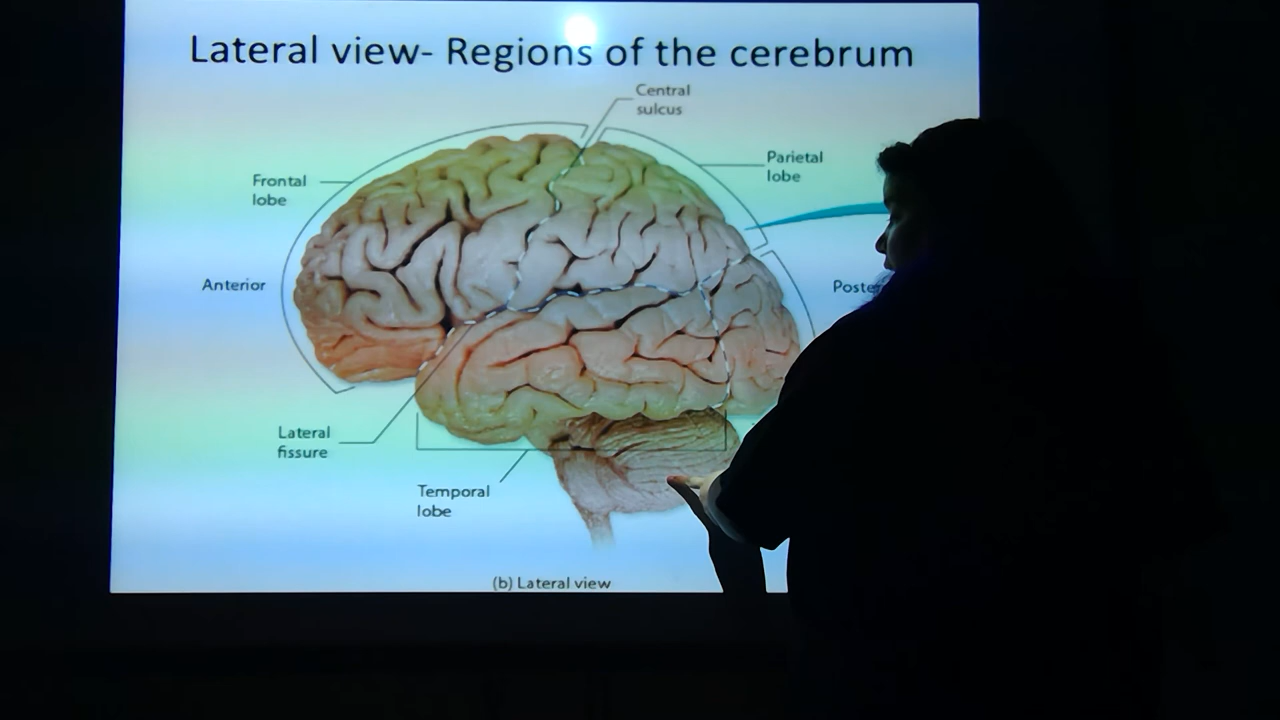 Lateral view- Regions of the cerebrum
Central
sulcus
Parietal
lobe
Frontal
lobe
Anterior
Lateral
fissure
Temporal
lobe
(b) Lateral view